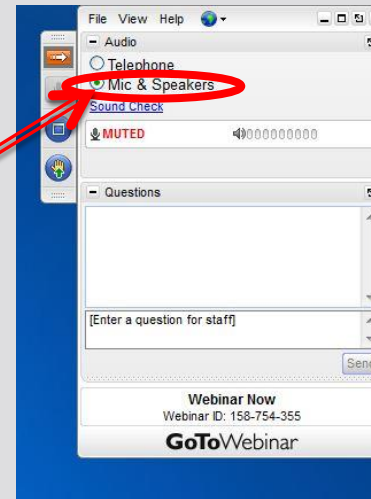 File View Help
Audio
Telephone
Mic & Speakers
Sound Check
MUTED
Questions
[Enter a question for staff]
Send
Webinar Now
Webinar ID: 158-754-355
GoToWebinar